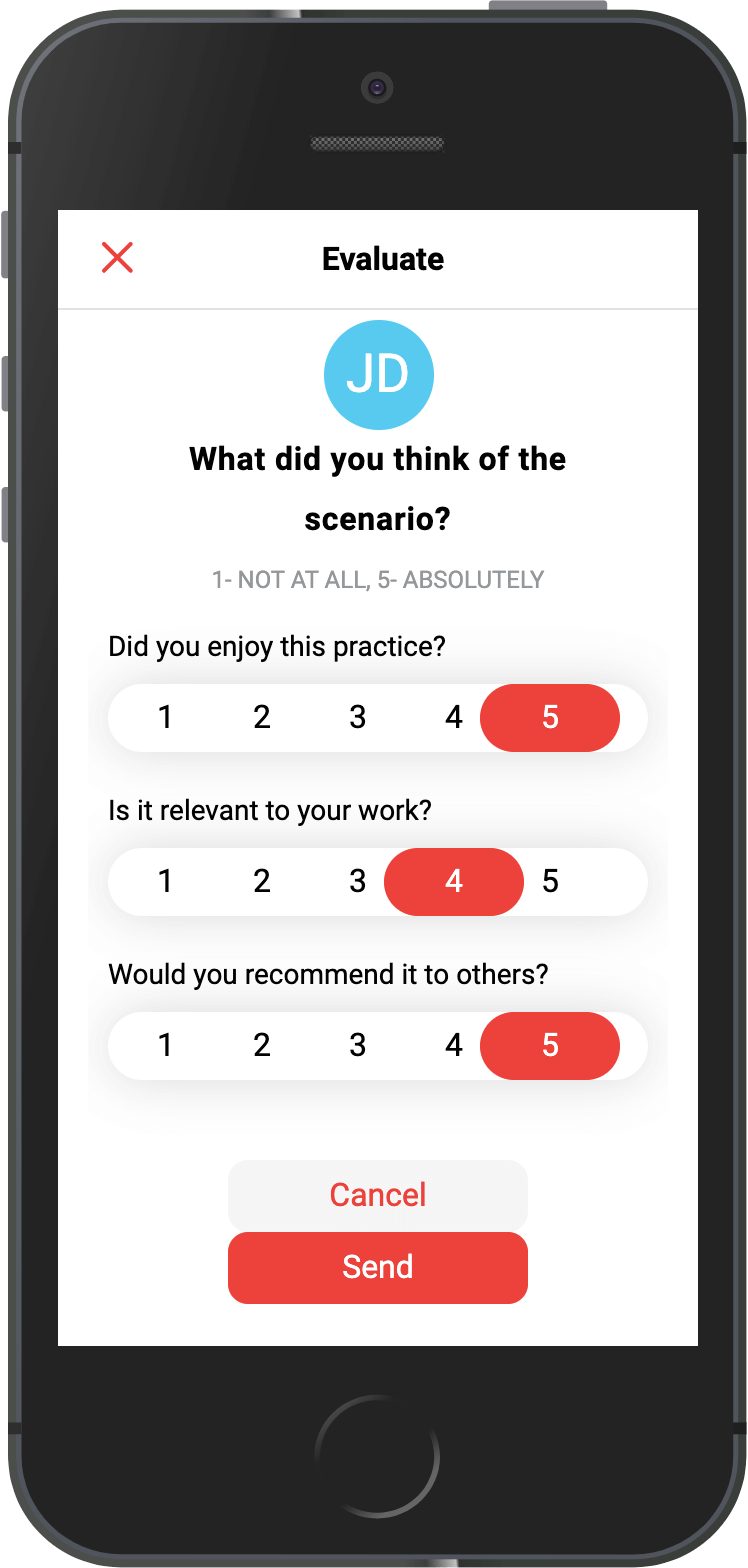 Evaluate
JD
What did you think of the
scenario?
1- NOT AT ALL, 5- ABSOLUTELY
Did you enjoy this practice?
1 2 3 4 5
Is it relevant to your work?
1 2 3 4 5
Would you recommend it to others?
1 2 3 4 5
Cancel
Send